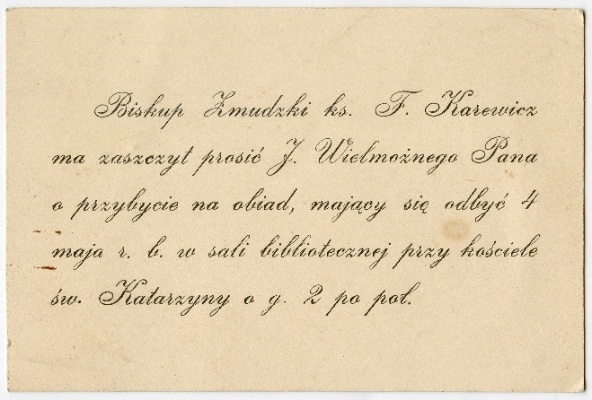 Biskup Żmudzki ks. F. Karewicz
ma zaszczyt prosić J. Wielmożnego Pana
o przybycie na obiad, mający się odbyć 4
maja r. b. w sali bibliotecznej przy kościele
św. Katarzyny o g. 2 po poł.